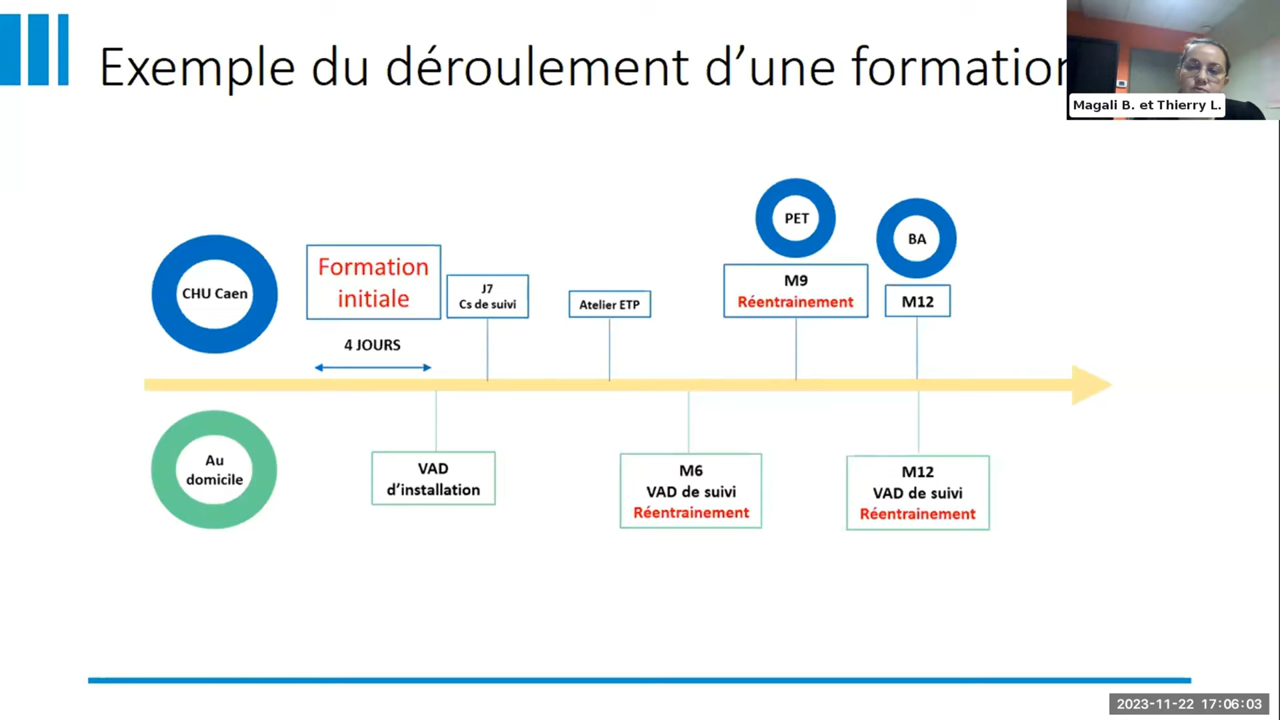 Exemple du déroulement d’une formation
Magali B. et Thierry L.
PET
BA
CHU Caen
Formation
initiale
J7
Cs de suivi
Atelier ETP
M9
Réentrainement
M12
4 JOURS
Au
domicile
VAD
d’installation
M6
VAD de suivi
Réentrainement
M12
VAD de suivi
Réentrainement
2023-11-22 17:06:03